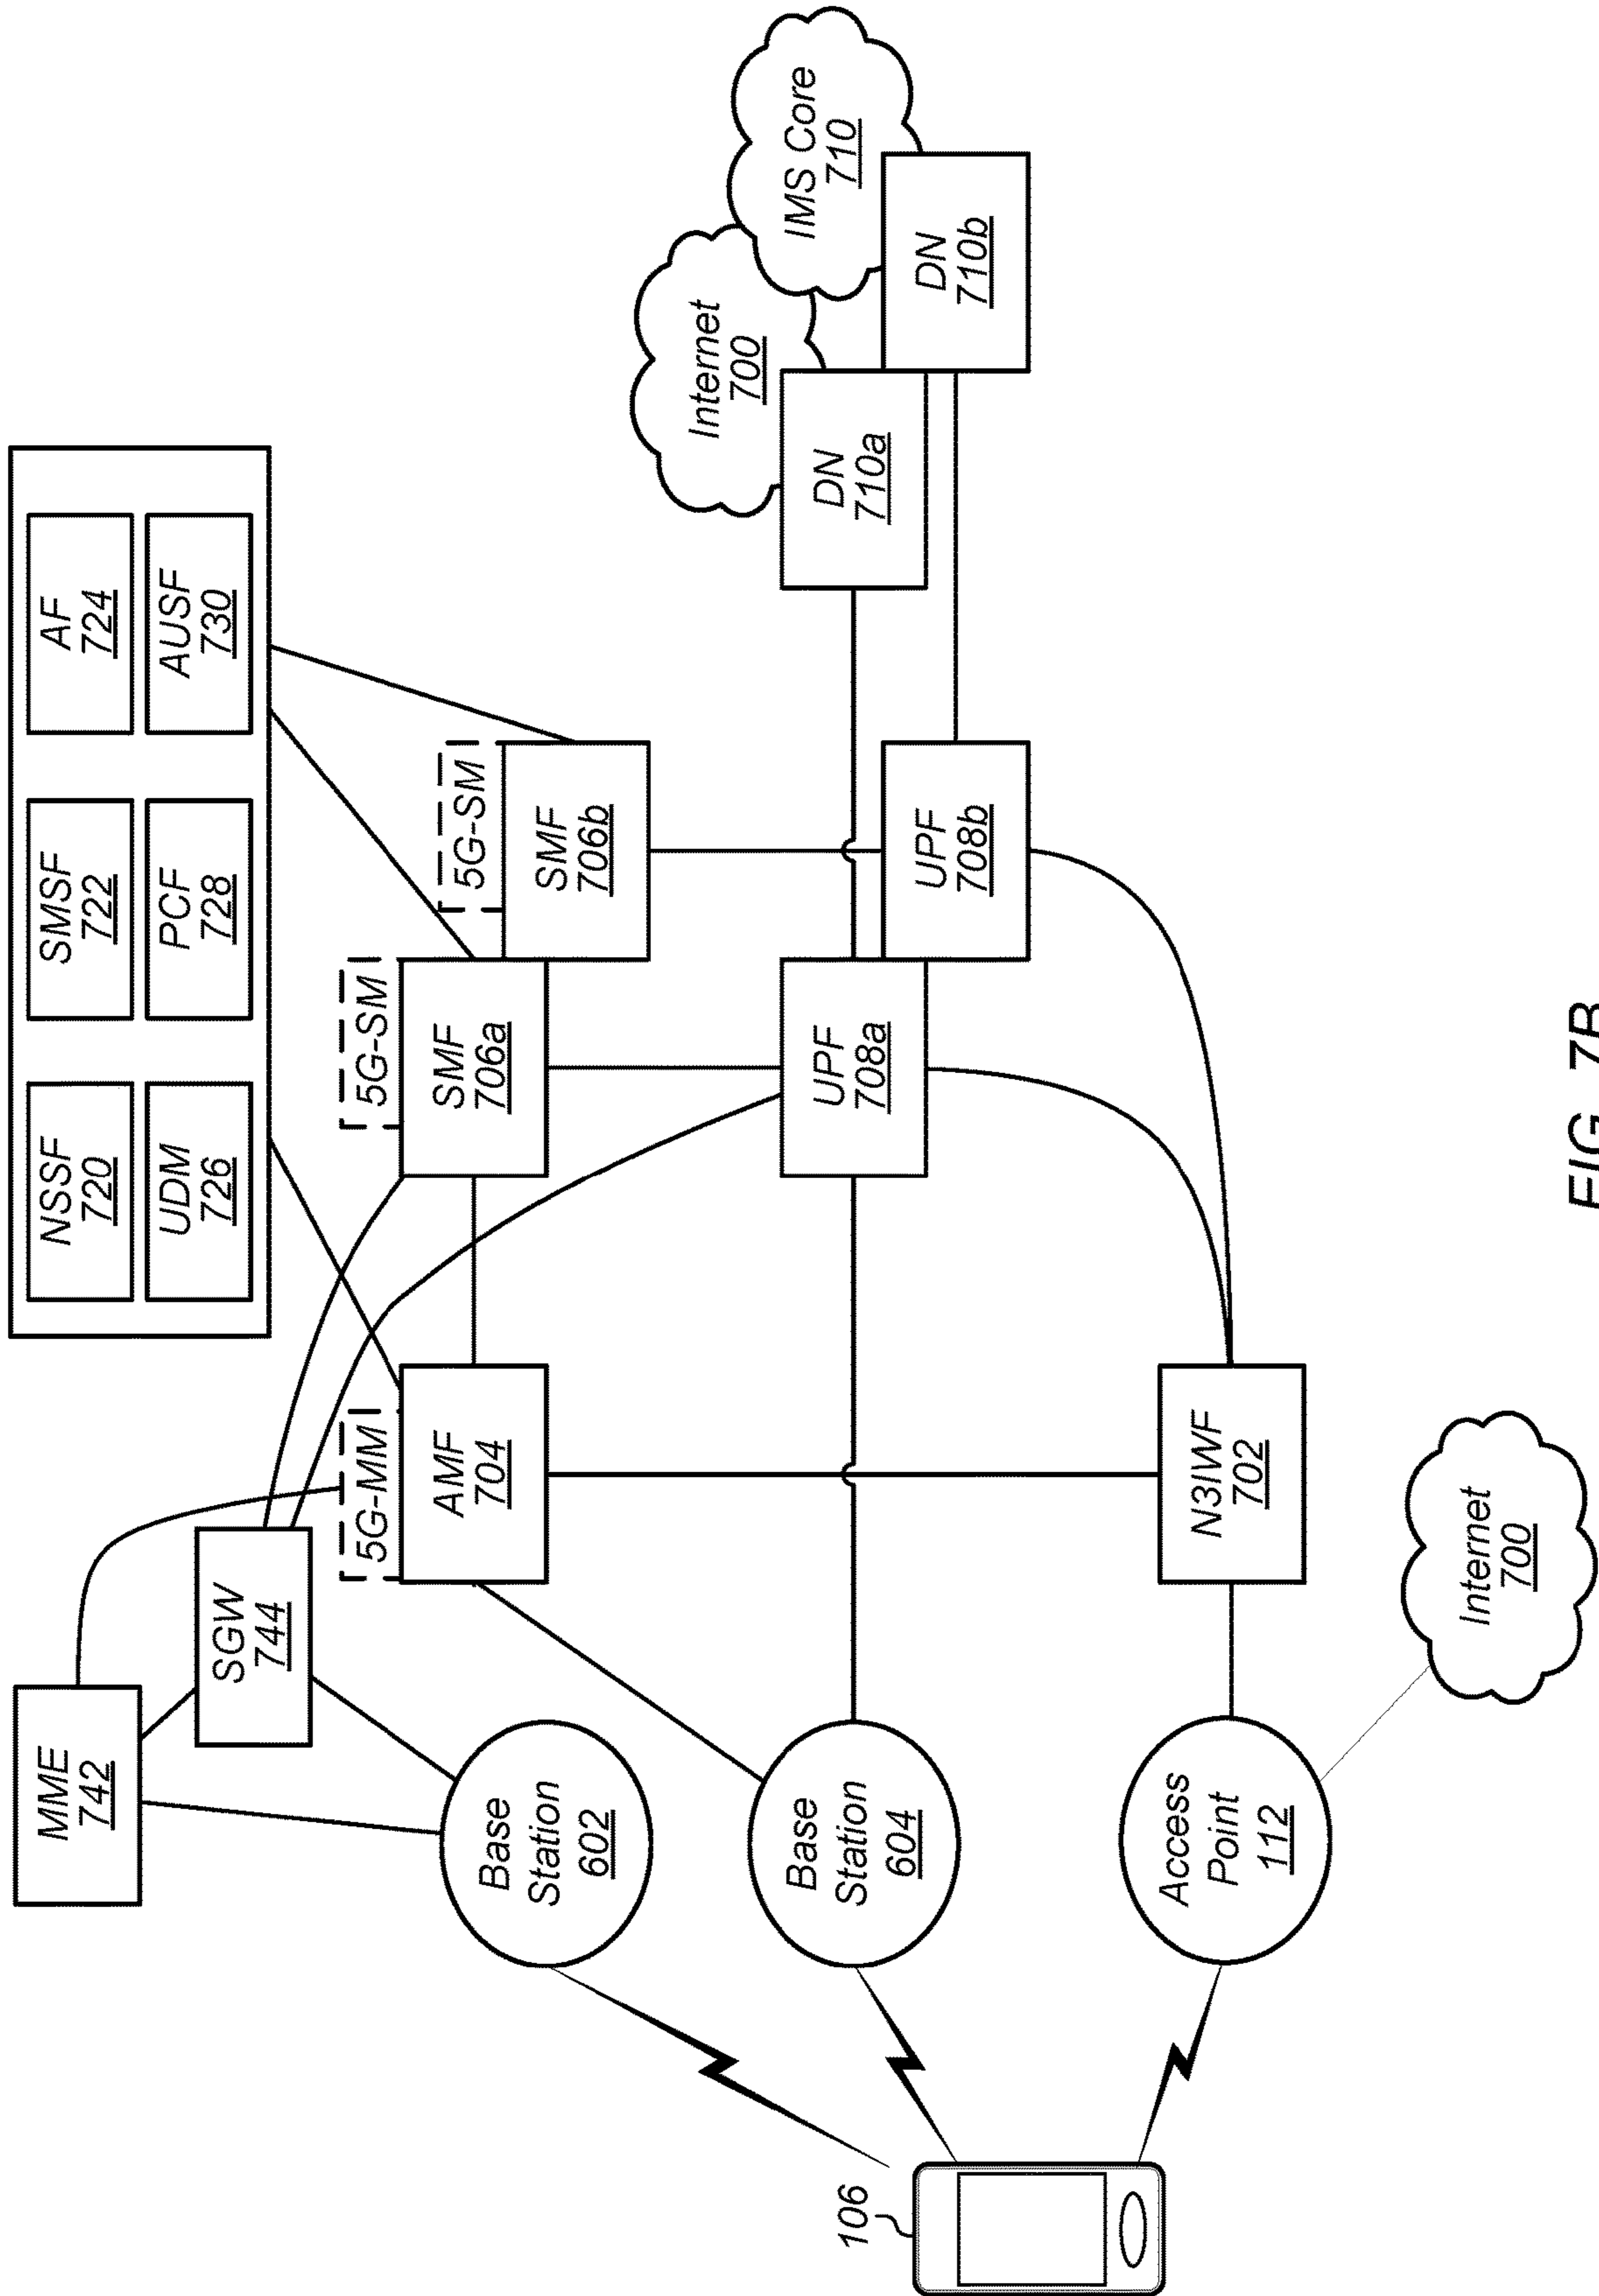 MME
742
SGW
744
NSSF
720
SMSF
722
AF
724
UDM
726
PCF
728
AUSF
730
5G-MM
AMF
704
5G-SM
SMF
706a
5G-SM
SMF
706b
Base
Station
602
Base
Station
604
UPF
708a
UPF
708b
Internet
700
DN
710a
IMS Core
710
DN
710b
106
Access
Point
112
N3IWF
702
Internet
700
FIG. 7B